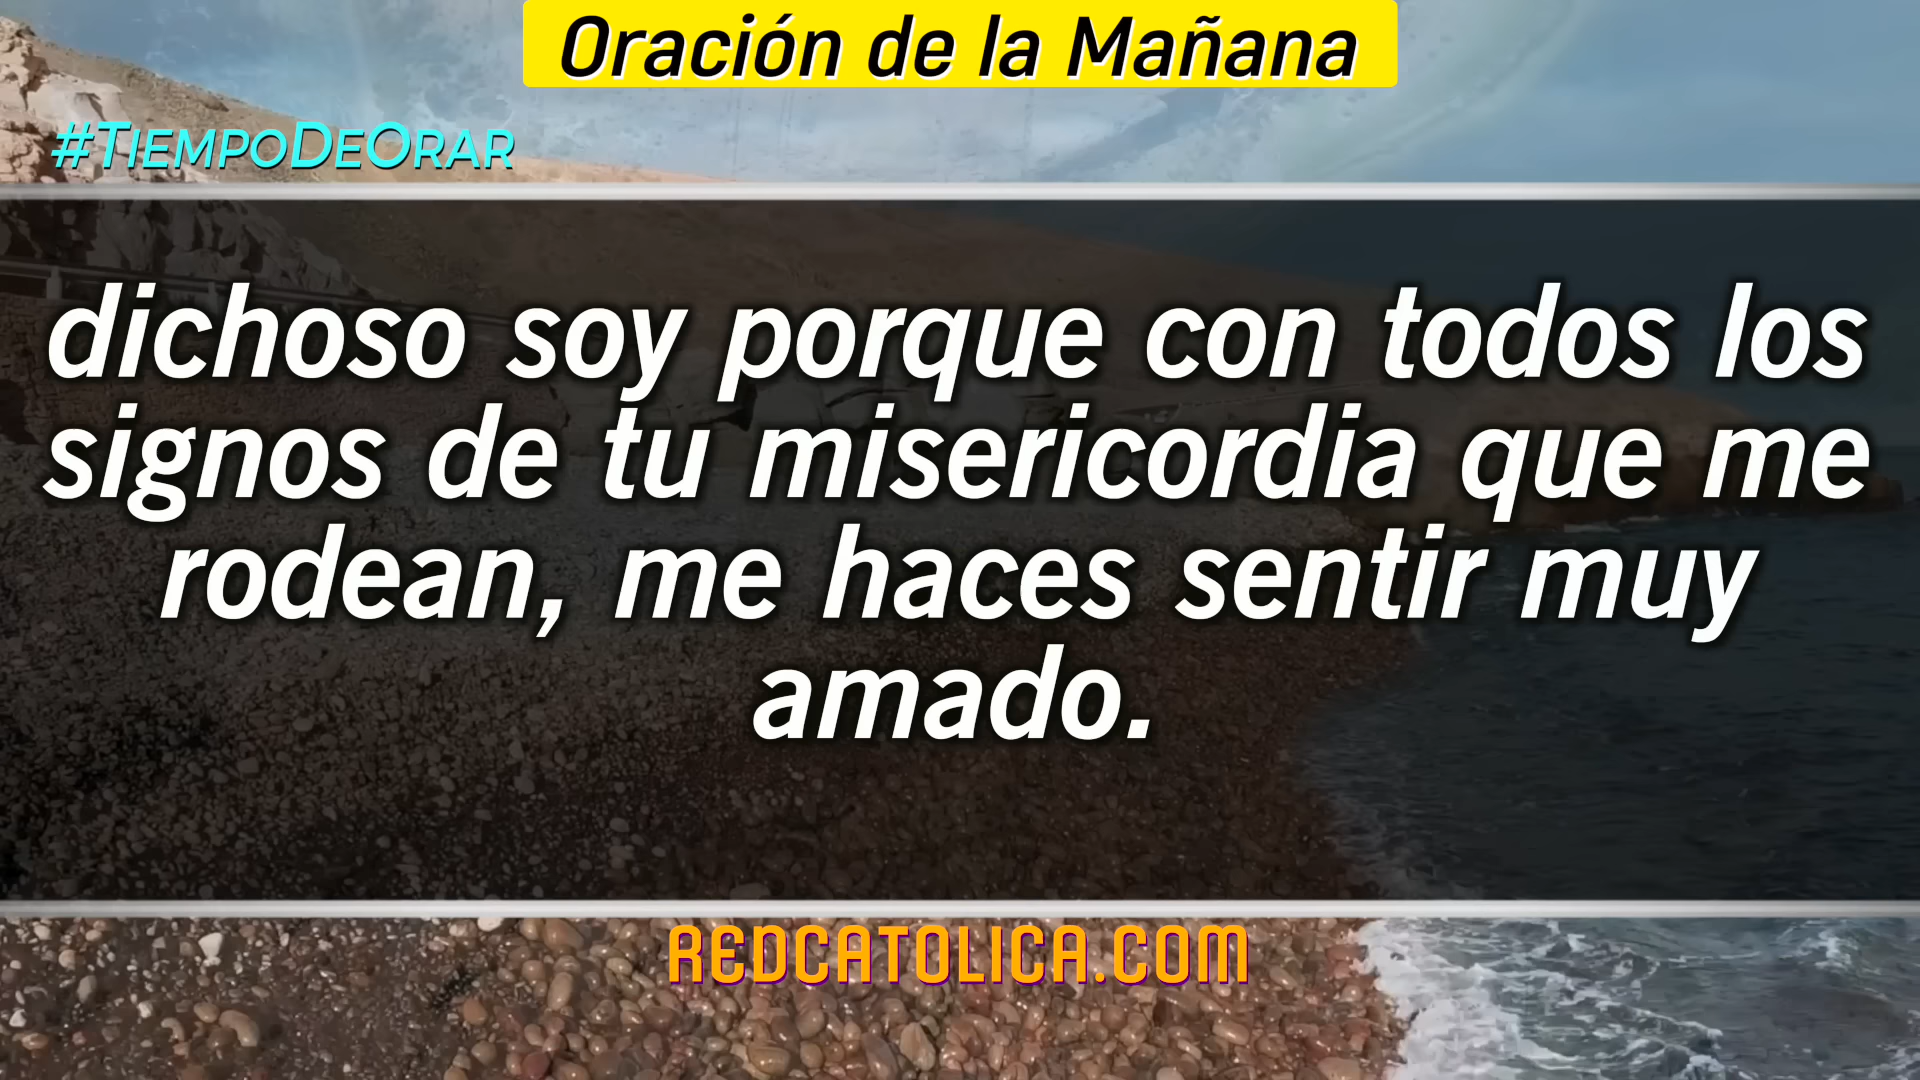 Oración de la Mañana
#TiempoDeOrar
dichoso soy porque con todos los
signos de tu misericordia que me
rodean, me haces sentir muy
amado.
REDCATOLICA.COM